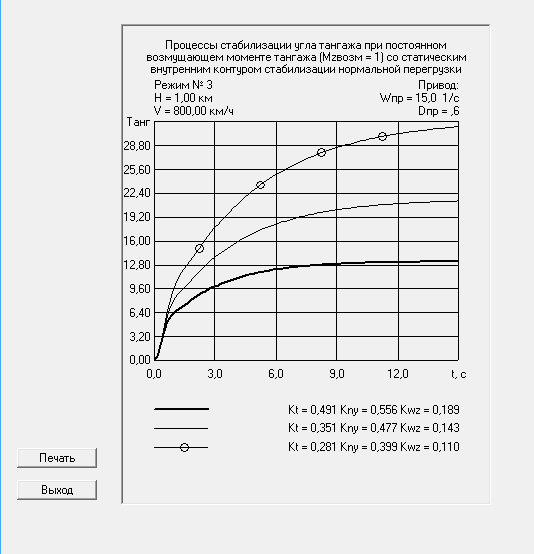 Процессы стабилизации угла тангажа при постоянном
возмущающем моменте тангажа (Mzвозм = 1) со статическим
внутренним контуром стабилизации нормальной перегрузки
Режим № 3 Привод:
H = 1,00 км Wпр = 15,0 1/с
V = 800,00 км/ч Dпр = ,6
Танг
28,80
25,60
22,40
19,20
16,00
12,80
9,60
6,40
3,20
0,00
0,0 3,0 6,0 9,0 12,0 t, с
Kt = 0,491 Kny = 0,556 Kwz = 0,189
Kt = 0,351 Kny = 0,477 Kwz = 0,143
Kt = 0,281 Kny = 0,399 Kwz = 0,110
Печать
Выход